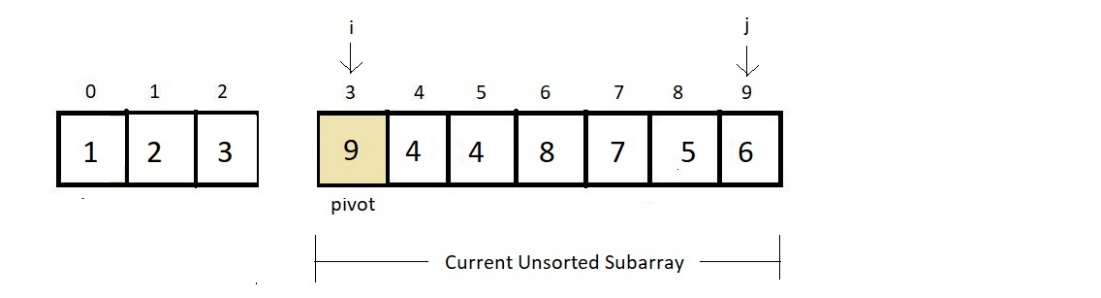 i j
0 1 2 3 4 5 6 7 8 9
1 2 3 9 4 4 8 7 5 6
pivot
Current Unsorted Subarray